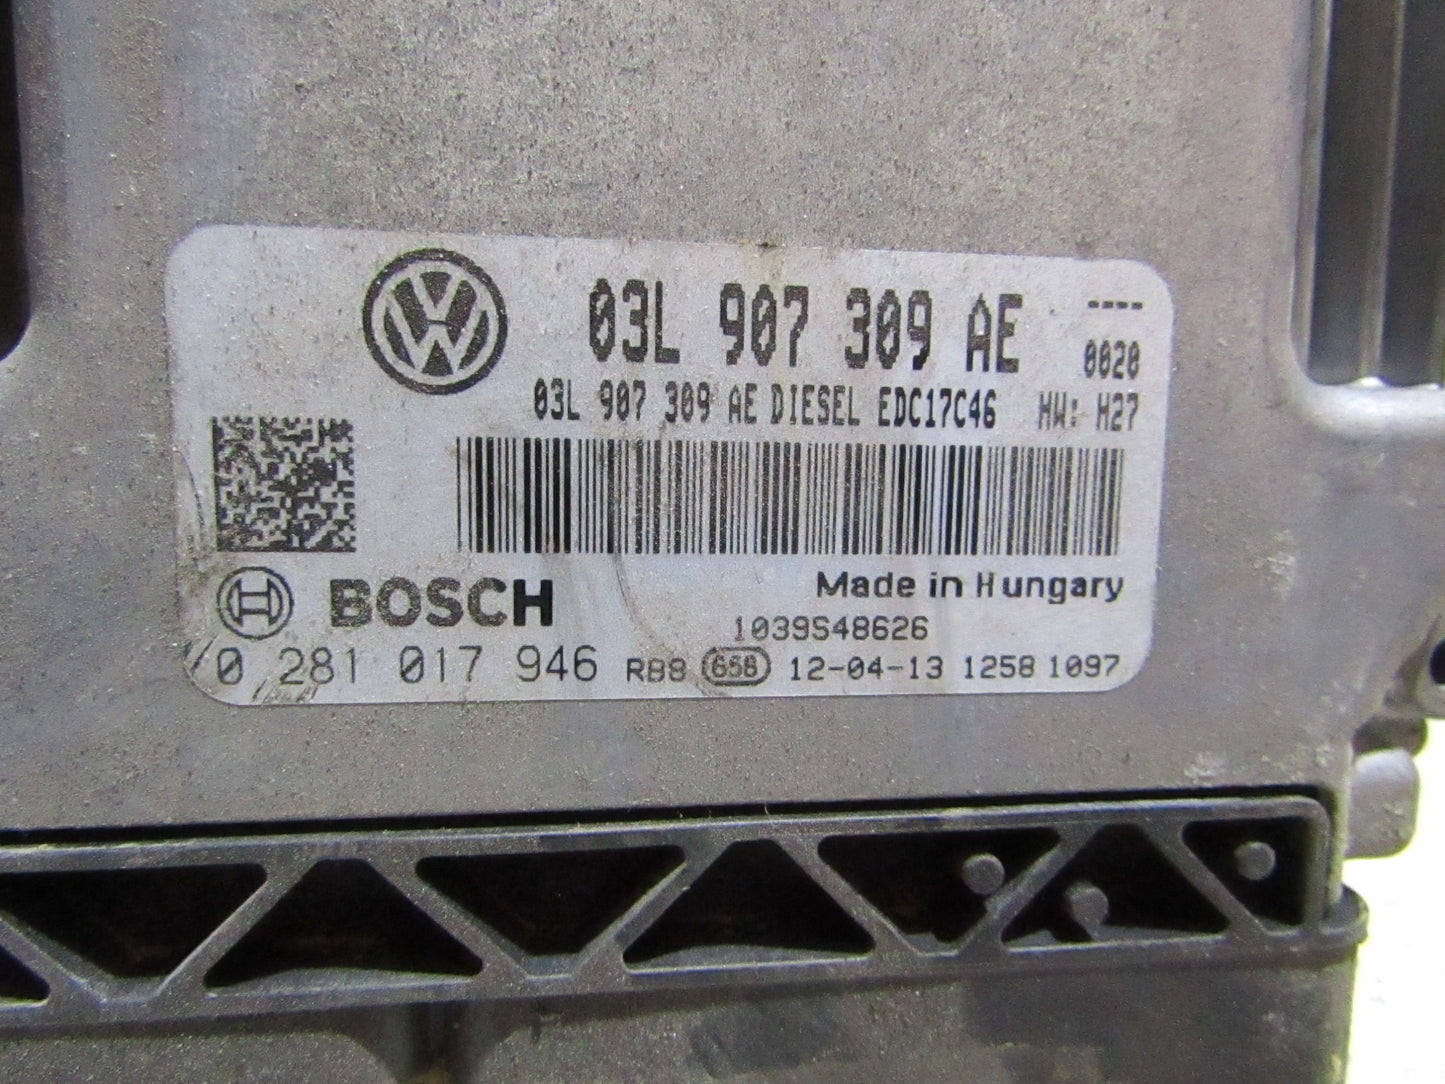 03L 907 309 AE ----
0020
03L 907 309 AE DIESEL EDC17C46 HW: H27
BOSCH
Made in Hungary
1039S48626
0 281 017 946 RB8 658 12-04-13 1258 1097